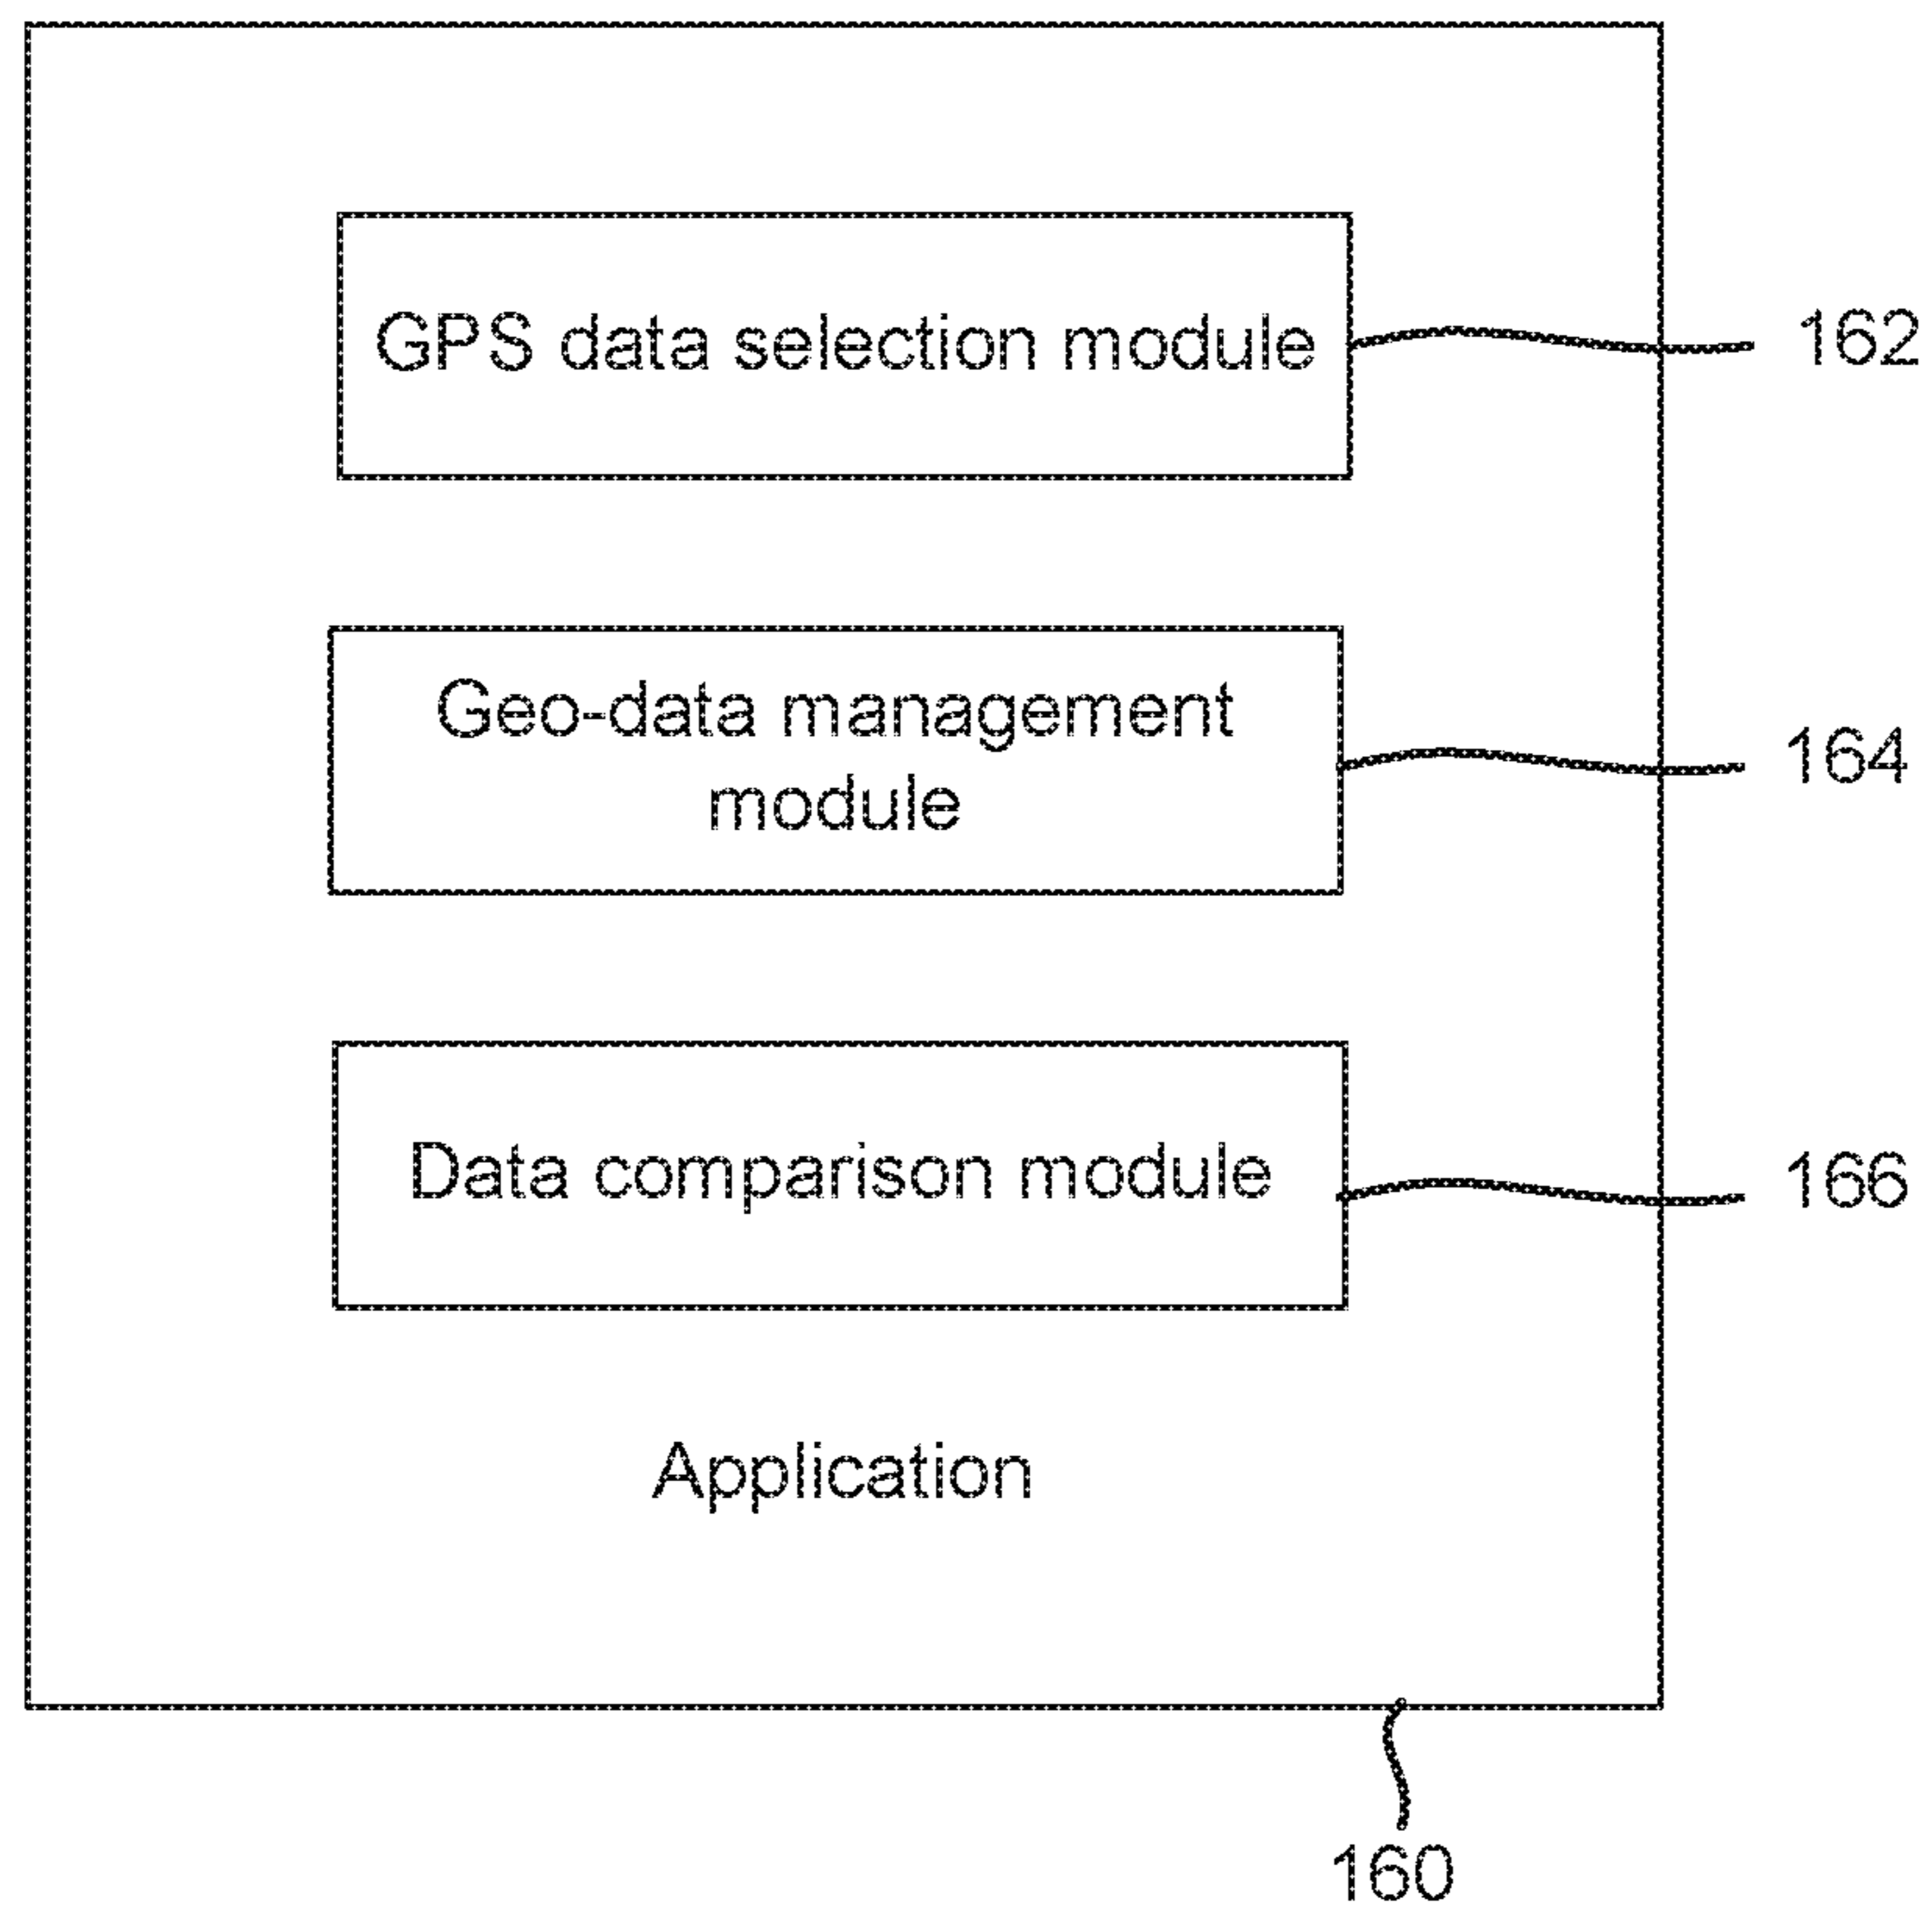 GPS data selection module
162
Geo-data management
module
164
Data comparison module
166
Application
160